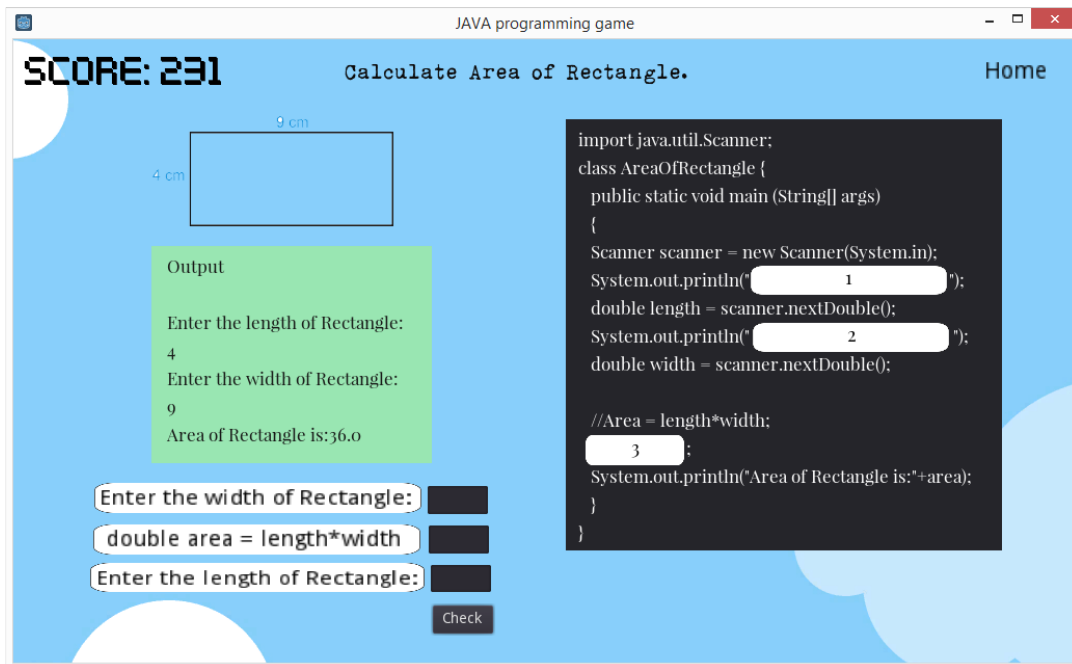 JAVA programming game
SCORE: 231
Calculate Area of Rectangle.
Home
9 cm
4 cm
Output
Enter the length of Rectangle:
4
Enter the width of Rectangle:
9
Area of Rectangle is:36.0
Enter the width of Rectangle:
double area = length*width
Enter the length of Rectangle:
Check
import java.util.Scanner;
class AreaOfRectangle {
public static void main (String[] args)
{
Scanner scanner = new Scanner(System.in);
System.out.println(" 1 ");
double length = scanner.nextDouble();
System.out.println(" 2 ");
double width = scanner.nextDouble();
//Area = length*width;
3 ;
System.out.println("Area of Rectangle is:"+area);
}
}